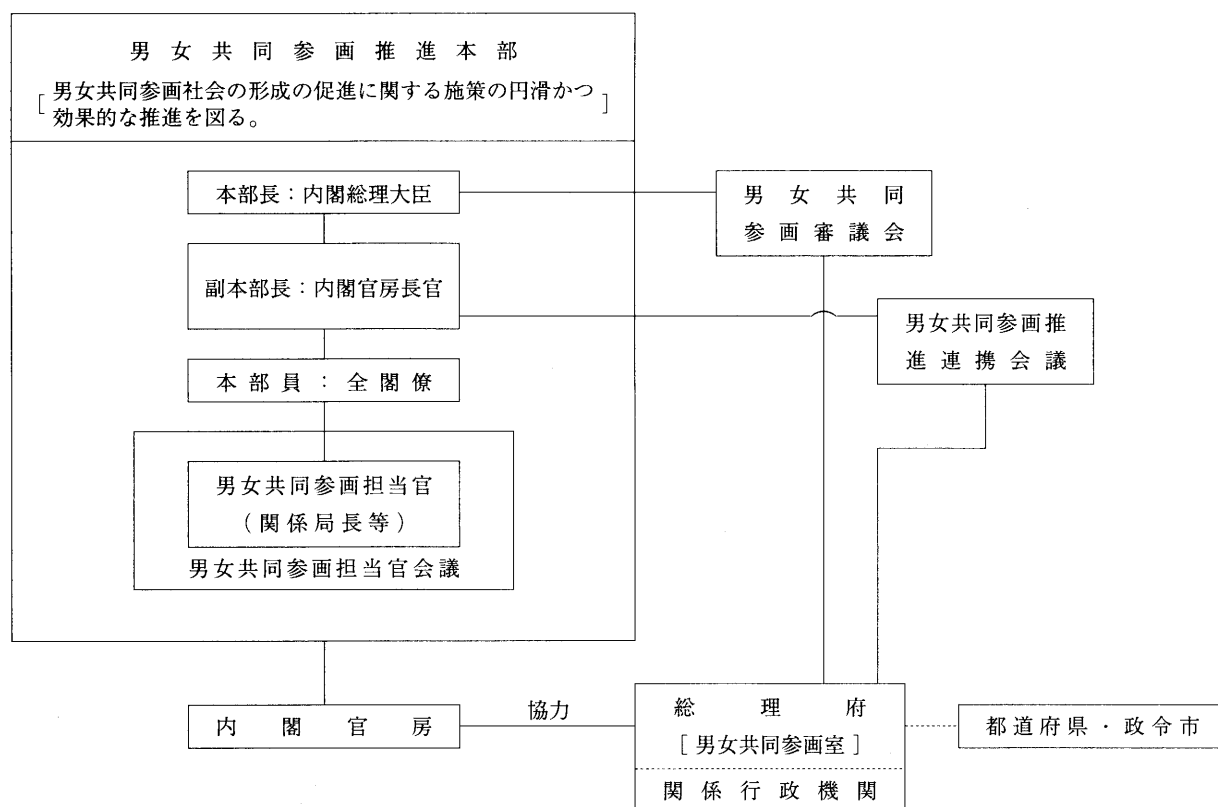 男女共同参画推進本部
[男女共同参画社会の形成の促進に関する施策の円滑かつ
効果的な推進を図る。]
本部長：内閣総理大臣
男女共同
参画審議会
副本部長：内閣官房長官
男女共同参画推
進連携会議
本部員：全閣僚
男女共同参画担当官
（関係局長等）
男女共同参画担当官会議
内閣官房
協力
総理府
[男女共同参画室]
関係行政機関
都道府県・政令市